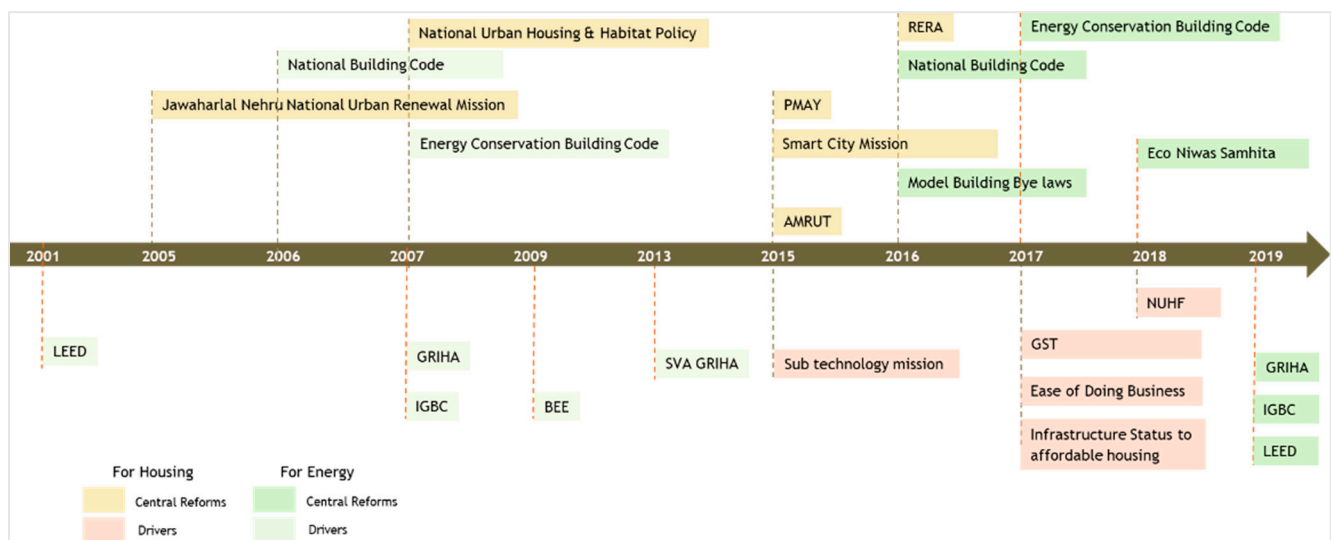 National Urban Housing & Habitat Policy
RERA
Energy Conservation Building Code
National Building Code
National Building Code
Jawaharlal Nehru National Urban Renewal Mission
PMAY
Energy Conservation Building Code
Smart City Mission
Eco Niwas Samhita
Model Building Bye laws
AMRUT
2001 2005 2006 2007 2009 2013 2015 2016 2017 2018 2019
NUHF
LEED
GRIHA
SVA GRIHA
Sub technology mission
GST
GRIHA
IGBC
BEE
Ease of Doing Business
IGBC
Infrastructure Status to
affordable housing
LEED
For Housing
For Energy
Central Reforms
Central Reforms
Drivers
Drivers